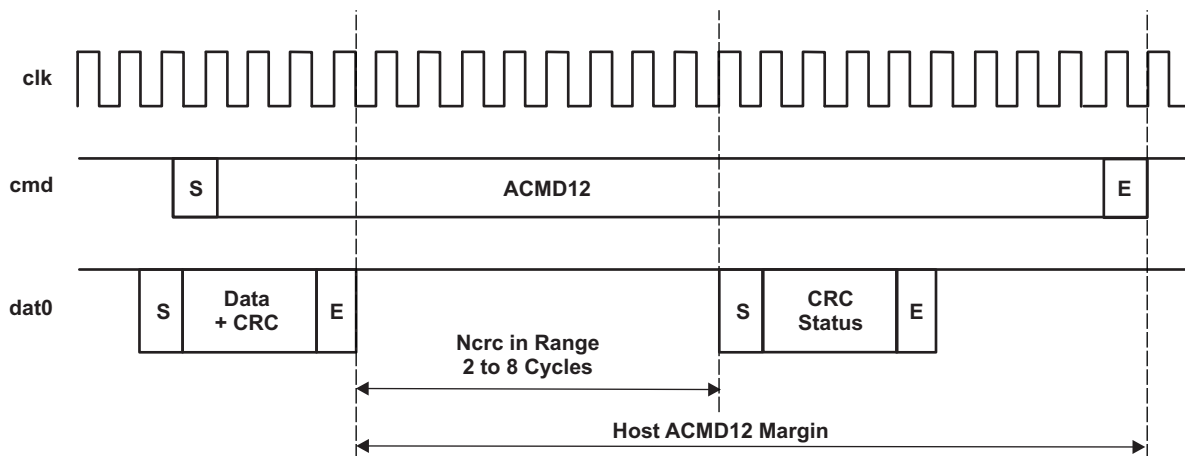 clk
cmd
S
ACMD12
E
dat0
S
Data
+ CRC
E
S
CRC
Status
E
Ncrc in Range
2 to 8 Cycles
Host ACMD12 Margin